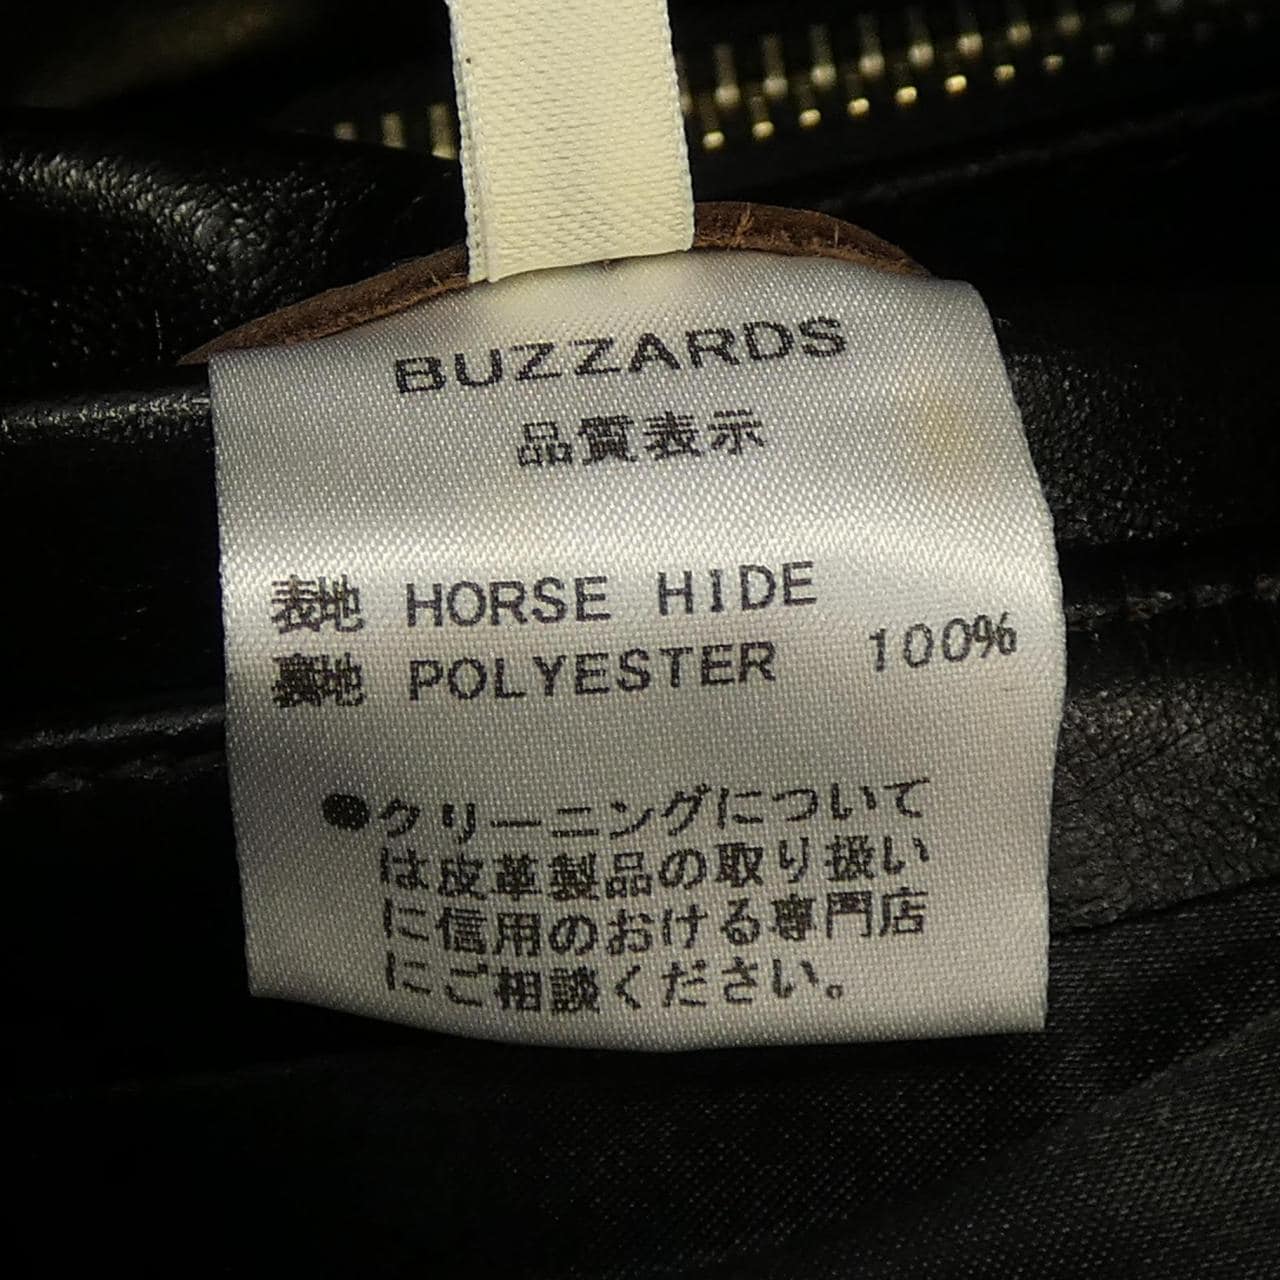 BUZZARDS
品質表示
表地 HORSE HIDE
裏地 POLYESTER 100%
●クリーニングについて
は皮革製品の取り扱い
に信用のおける専門店
にご相談ください。